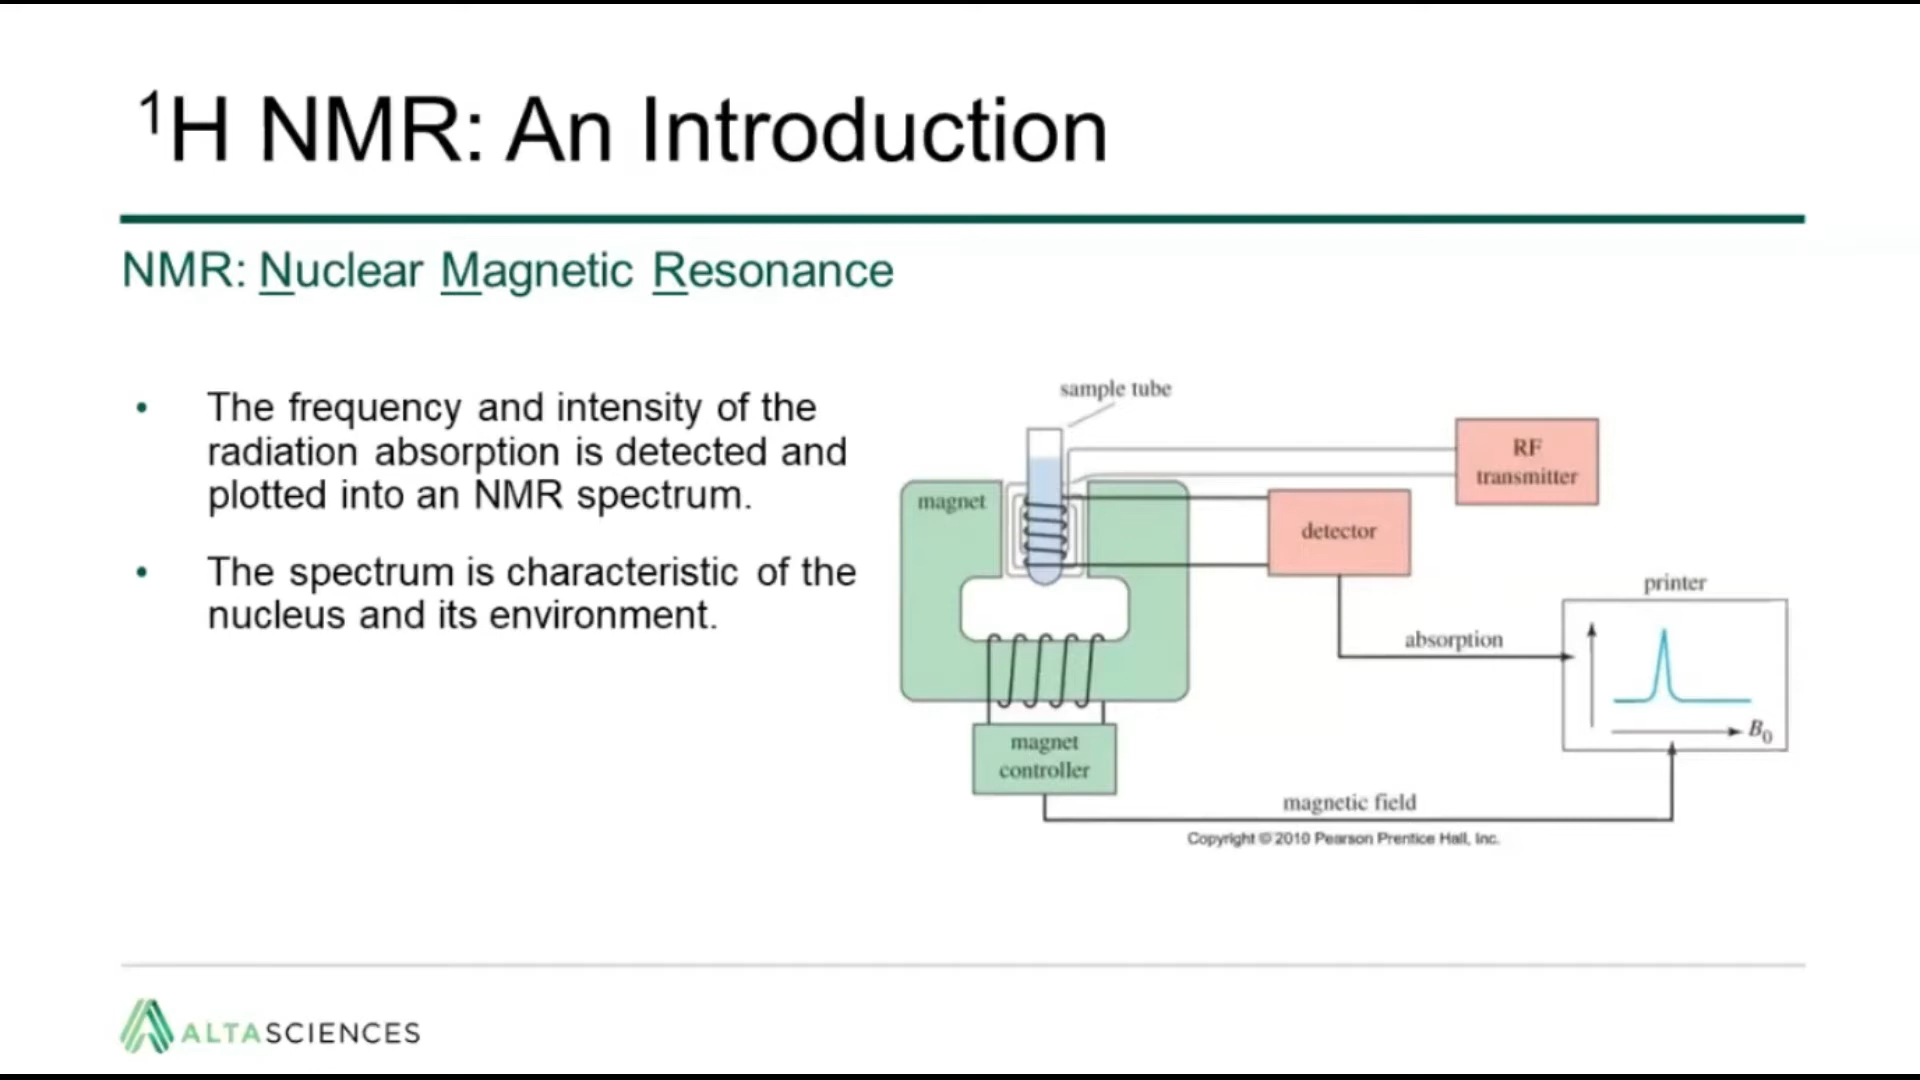 ¹H NMR: An Introduction
NMR: Nuclear Magnetic Resonance
• The frequency and intensity of the
radiation absorption is detected and
plotted into an NMR spectrum.
• The spectrum is characteristic of the
nucleus and its environment.
sample tube
RF
transmitter
magnet
detector
printer
absorption
B₀
magnet
controller
magnetic field
Copyright © 2010 Pearson Prentice Hall, Inc.
ALTASCIENCES